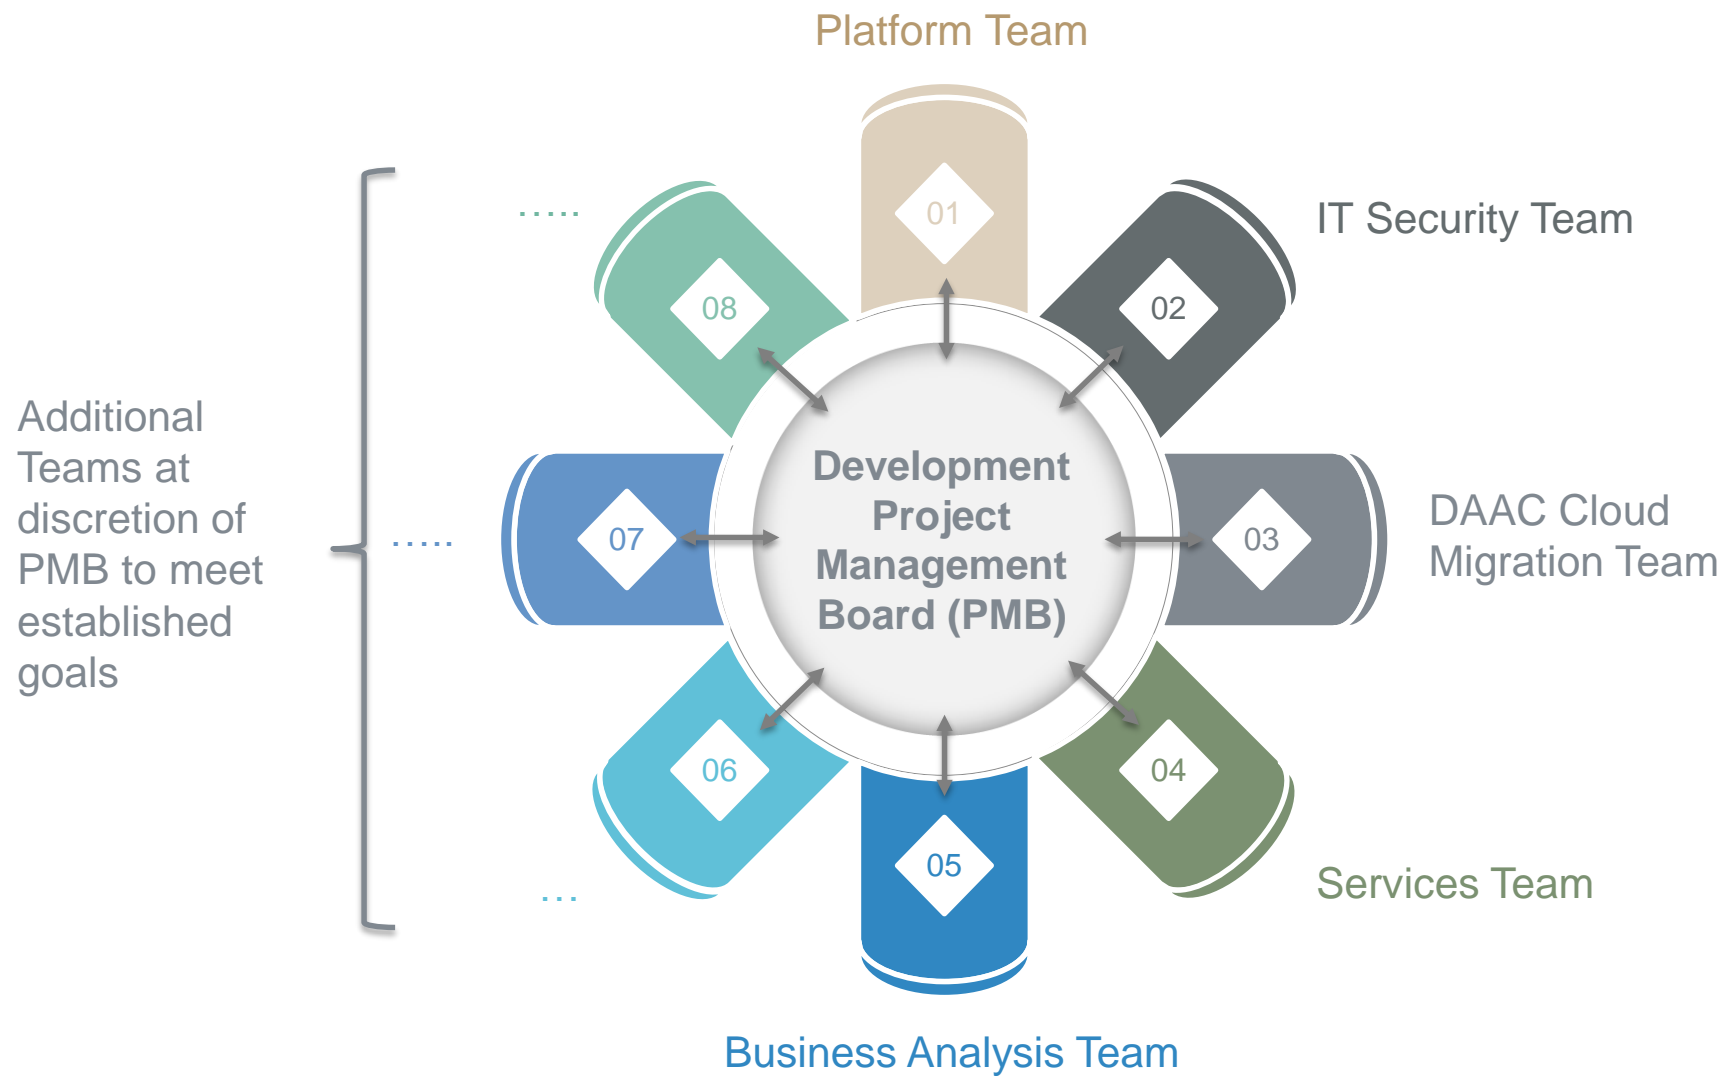 Platform Team
01
IT Security Team
02
.....
08
Additional
Teams at
discretion of
PMB to meet
established
goals
.....
07
Development
Project
Management
Board (PMB)
03
DAAC Cloud
Migration Team
06
...
04
Services Team
05
Business Analysis Team